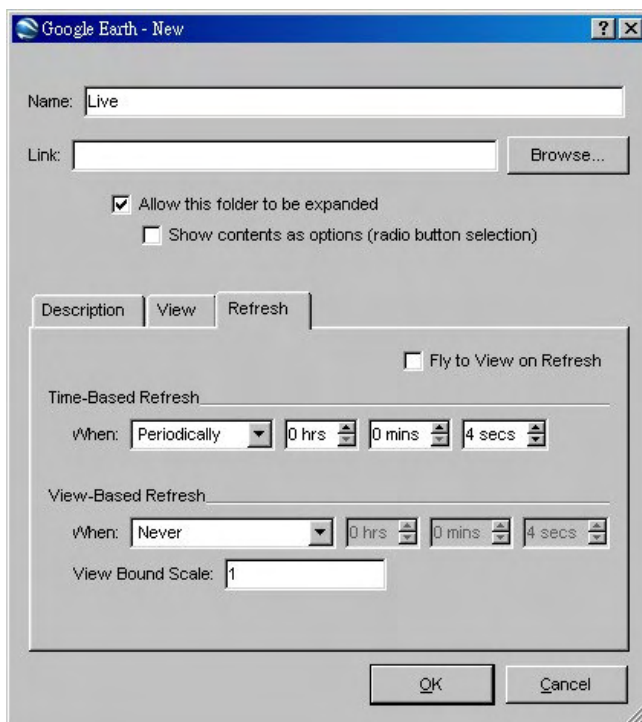 Google Earth - New
Name: Live
Link: Browse...
Allow this folder to be expanded
Show contents as options (radio button selection)
Description View Refresh
Fly to View on Refresh
Time-Based Refresh
When: Periodically 0 hrs 0 mins 4 secs
View-Based Refresh
When: Never 0 hrs 0 mins 4 secs
View Bound Scale: 1
OK Cancel